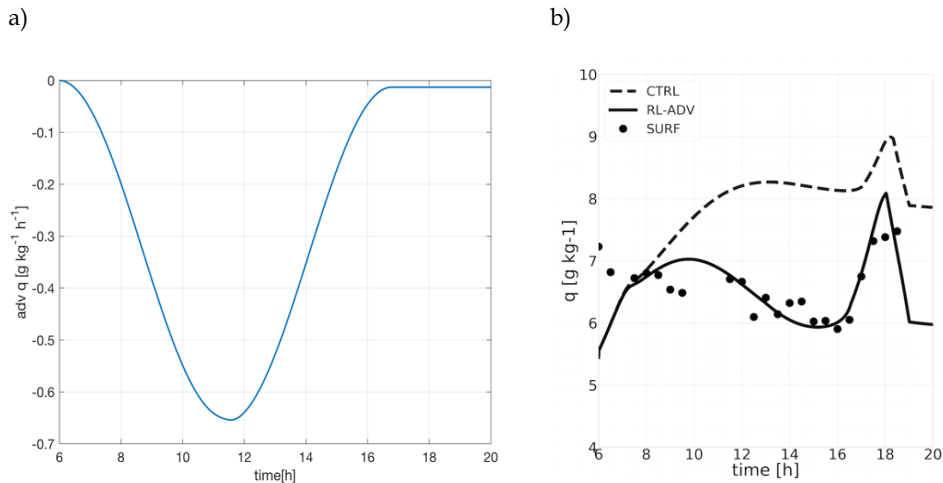 a)
0
-0.1
-0.2
-0.3
-0.4
-0.5
-0.6
-0.7
adv q [g kg⁻¹ h⁻¹]
6 8 10 12 14 16 18 20
time[h]
b)
10
9
8
7
6
5
4
q [g kg-1]
CTRL
RL-ADV
SURF
6 8 10 12 14 16 18 20
time [h]